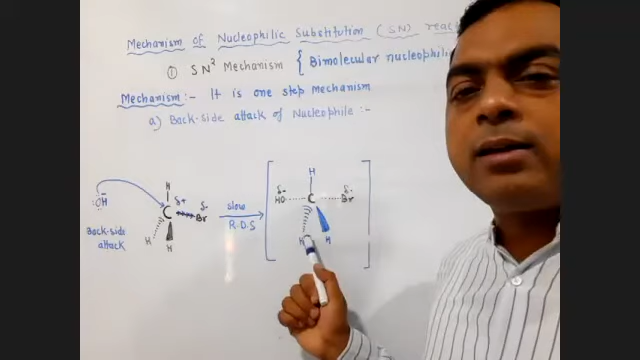 Mechanism of Nucleophilic Substitution (SN)
① SN² Mechanism { Bimolecular
Mechanism :- It is one step mechanism
a) Back-side attack of Nucleophile :-
H
H
δ-
δ-
OH
C
δ+
δ-
Br
slow
HO
C
Br
R.D.S
Back-side
attack
H
H
H
H